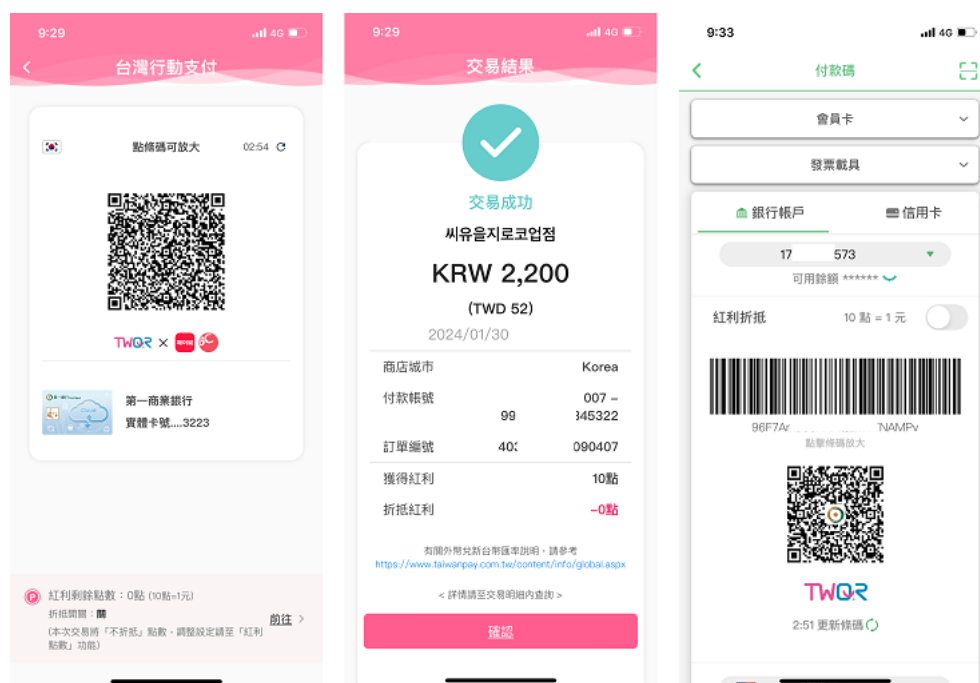 9:29
4G
台灣行動支付
點條碼可放大
02:54
TWQR
第一商業銀行
實體卡號....3223
紅利剩餘點數：0點 (10點=1元)
折抵開關：關
(本次交易將「不折抵」點數，調整設定請至「紅利
點數」功能)
前往
9:29
4G
交易結果
交易成功
씨유을지로코업점
KRW 2,200
(TWD 52)
2024/01/30
商店城市 Korea
付款帳號 007 –
99 345322
訂單編號 403 090407
獲得紅利 10點
折抵紅利 -0點
有關外幣兌新台幣匯率說明，請參考
https://www.taiwanpay.com.tw/content/info/global.aspx
< 詳情請至交易明細內查詢 >
確認
9:33
4G
付款碼
會員卡
發票載具
銀行帳戶
信用卡
17 573
可用餘額 ******
紅利折抵 10 點 = 1 元
96F7A NAMPv
點擊條碼放大
TWQR
2:51 更新條碼